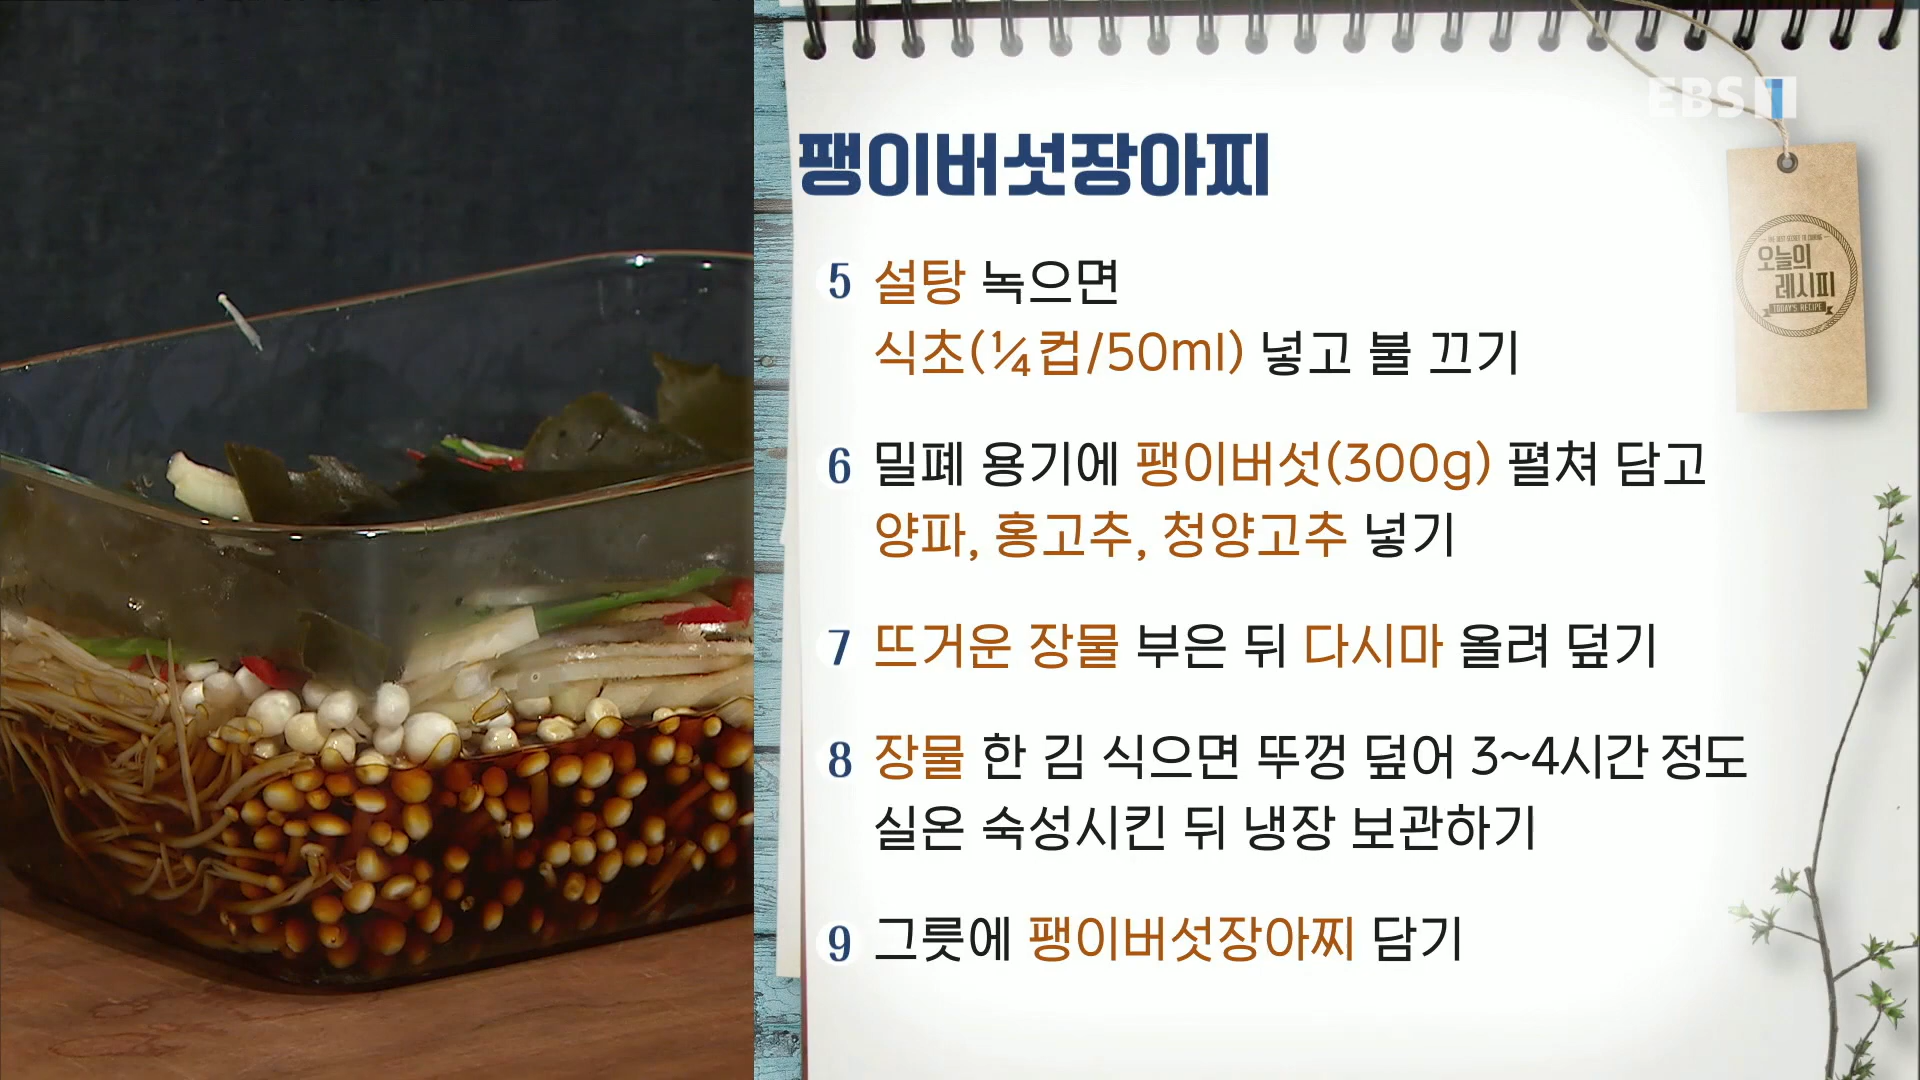 EBS 1
팽이버섯장아찌
오늘의
레시피
TODAY'S RECIPE
5 설탕 녹으면
식초(¼컵/50ml) 넣고 불 끄기
6 밀폐 용기에 팽이버섯(300g) 펼쳐 담고
양파, 홍고추, 청양고추 넣기
7 뜨거운 장물 부은 뒤 다시마 올려 덮기
8 장물 한 김 식으면 뚜껑 덮어 3~4시간 정도
실온 숙성시킨 뒤 냉장 보관하기
9 그릇에 팽이버섯장아찌 담기